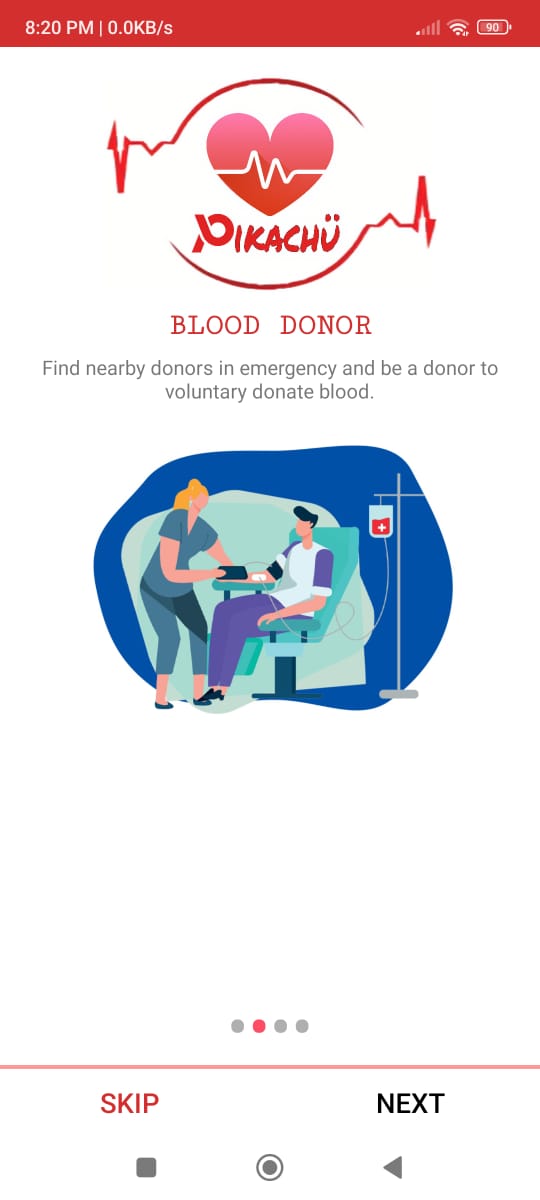 8:20 PM | 0.0KB/s
90
PIKACHÜ
BLOOD DONOR
Find nearby donors in emergency and be a donor to
voluntary donate blood.
SKIP
NEXT